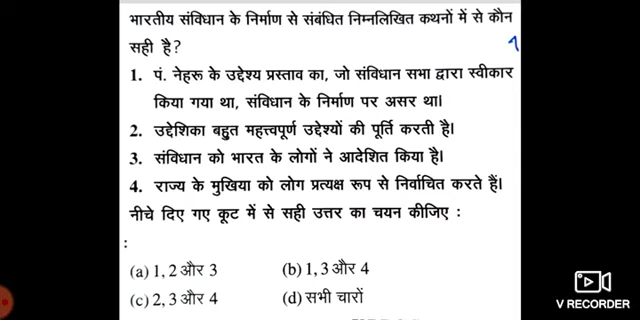 भारतीय संविधान के निर्माण से संबंधित निम्नलिखित कथनों में से कौन
सही है?
1. पं. नेहरू के उद्देश्य प्रस्ताव का, जो संविधान सभा द्वारा स्वीकार
किया गया था, संविधान के निर्माण पर असर था।
2. उद्देशिका बहुत महत्त्वपूर्ण उद्देश्यों की पूर्ति करती है।
3. संविधान को भारत के लोगों ने आदेशित किया है।
4. राज्य के मुखिया को लोग प्रत्यक्ष रूप से निर्वाचित करते हैं।
नीचे दिए गए कूट में से सही उत्तर का चयन कीजिए :
:
(a) 1, 2 और 3 (b) 1, 3 और 4
(c) 2, 3 और 4 (d) सभी चारों
V RECORDER